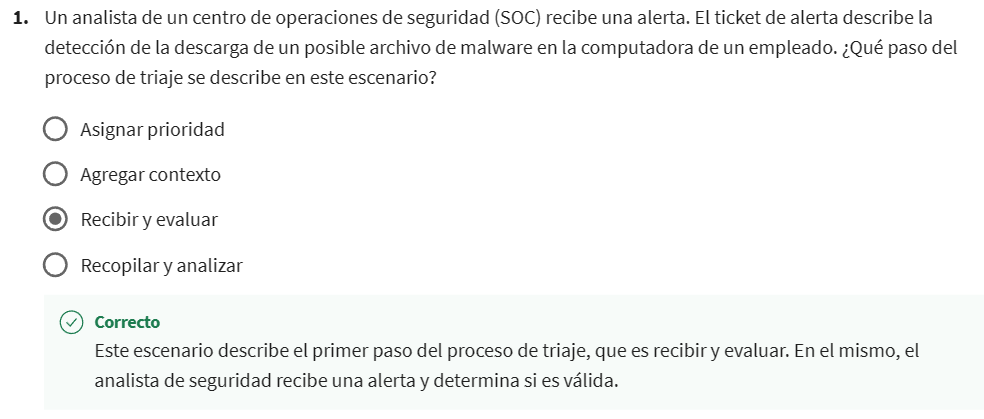 1. Un analista de un centro de operaciones de seguridad (SOC) recibe una alerta. El ticket de alerta describe la
detección de la descarga de un posible archivo de malware en la computadora de un empleado. ¿Qué paso del
proceso de triaje se describe en este escenario?
Asignar prioridad
Agregar contexto
Recibir y evaluar
Recopilar y analizar
Correcto
Este escenario describe el primer paso del proceso de triaje, que es recibir y evaluar. En el mismo, el
analista de seguridad recibe una alerta y determina si es válida.